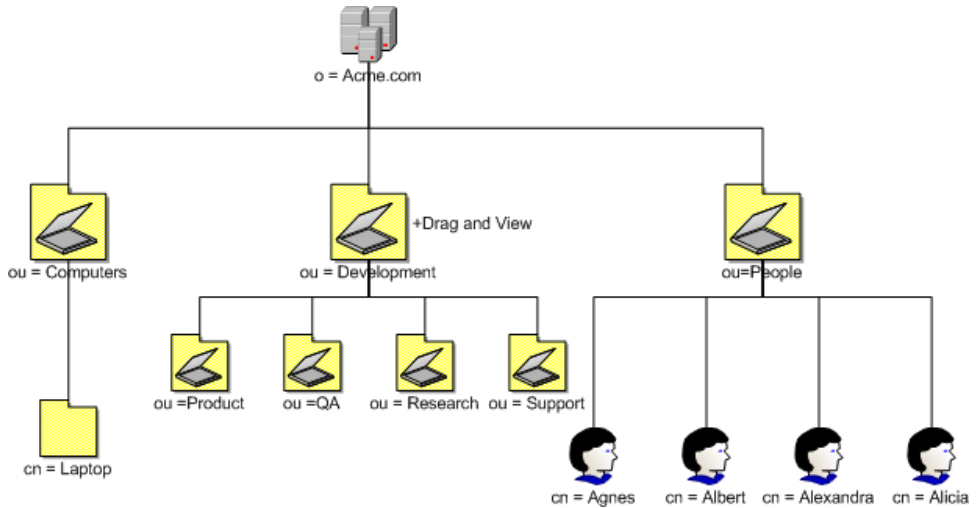 o = Acme.com
+Drag and View
ou = Computers
ou = Development
ou=People
ou =Product
ou =QA
ou = Research
ou = Support
cn = Laptop
cn = Agnes
cn = Albert
cn = Alexandra
cn = Alicia